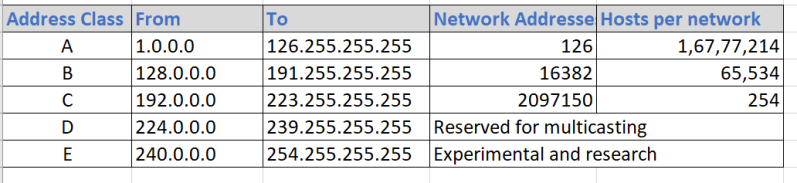 Address Class From To Network Addresse Hosts per network
A 1.0.0.0 126.255.255.255 126 1,67,77,214
B 128.0.0.0 191.255.255.255 16382 65,534
C 192.0.0.0 223.255.255.255 2097150 254
D 224.0.0.0 239.255.255.255 Reserved for multicasting
E 240.0.0.0 254.255.255.255 Experimental and research